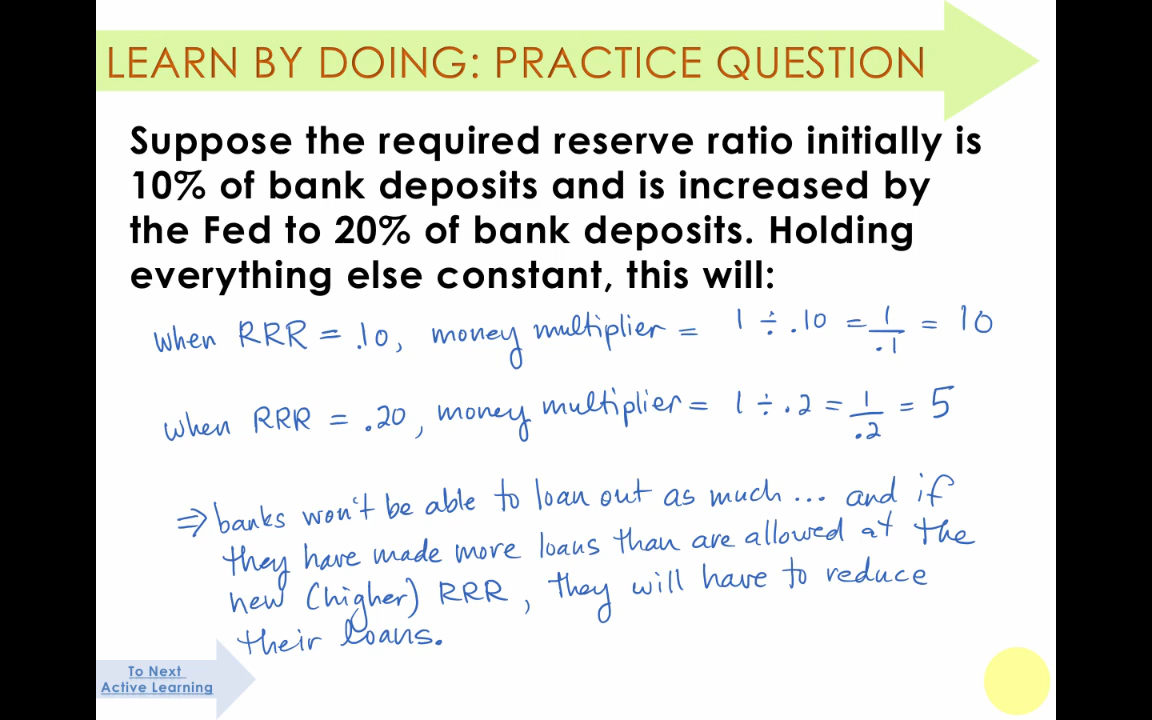 LEARN BY DOING: PRACTICE QUESTION
Suppose the required reserve ratio initially is
10% of bank deposits and is increased by
the Fed to 20% of bank deposits. Holding
everything else constant, this will:
when RRR = .10, money multiplier = 1 ÷ .10 = 1/.1 = 10
when RRR = .20, money multiplier = 1 ÷ .2 = 1/.2 = 5
⇒ banks won't be able to loan out as much... and if
they have made more loans than are allowed at the
new (higher) RRR, they will have to reduce
their loans.
To Next
Active Learning